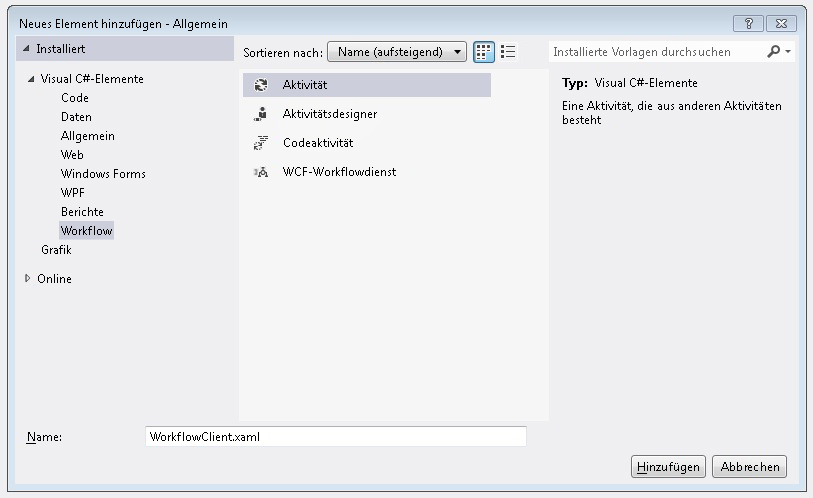 Neues Element hinzufügen - Allgemein
?
Installiert
Sortieren nach:
Name (aufsteigend)
Installierte Vorlagen durchsuchen
Visual C#-Elemente
Code
Daten
Allgemein
Web
Windows Forms
WPF
Berichte
Workflow
Grafik
Online
Aktivität
Aktivitätsdesigner
Codeaktivität
WCF-Workflowdienst
Typ: Visual C#-Elemente
Eine Aktivität, die aus anderen Aktivitäten
besteht
Name:
WorkflowClient.xaml
Hinzufügen
Abbrechen